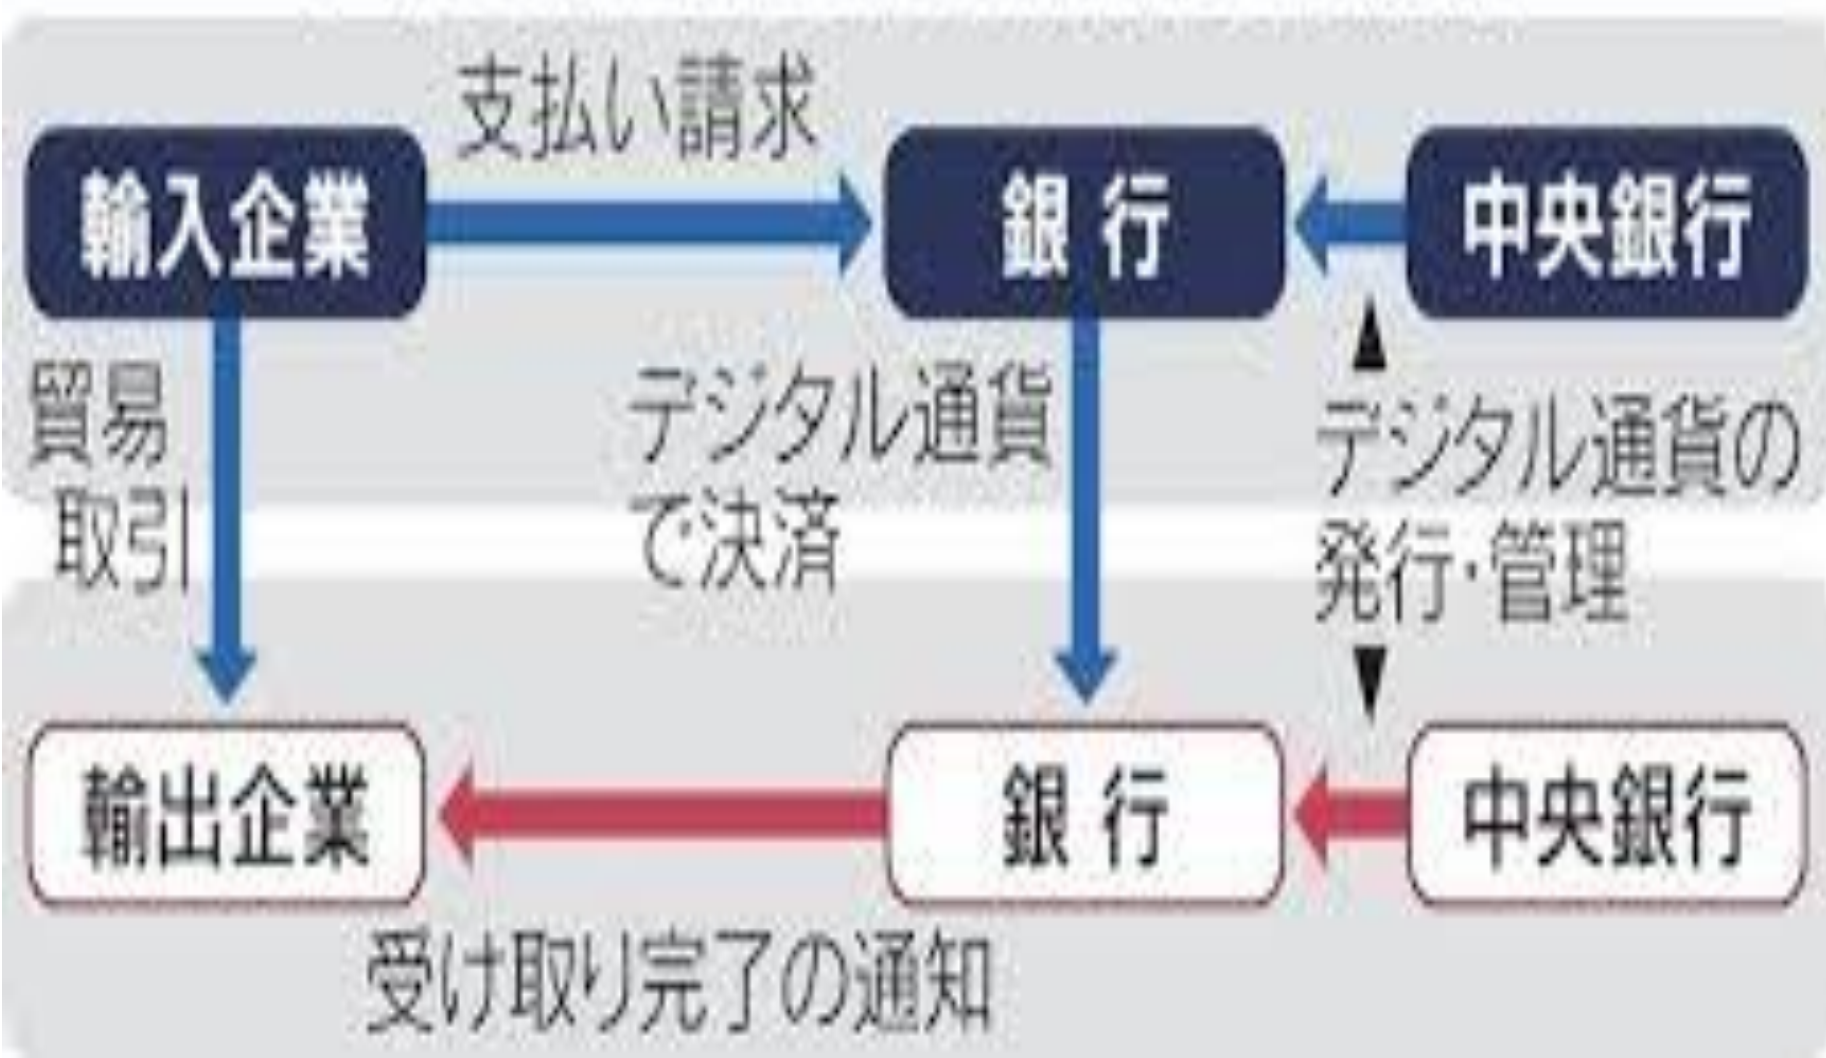 支払い請求
輸入企業
銀行
中央銀行
貿易
取引
デジタル通貨
で決済
デジタル通貨の
発行・管理
輸出企業
銀行
中央銀行
受け取り完了の通知